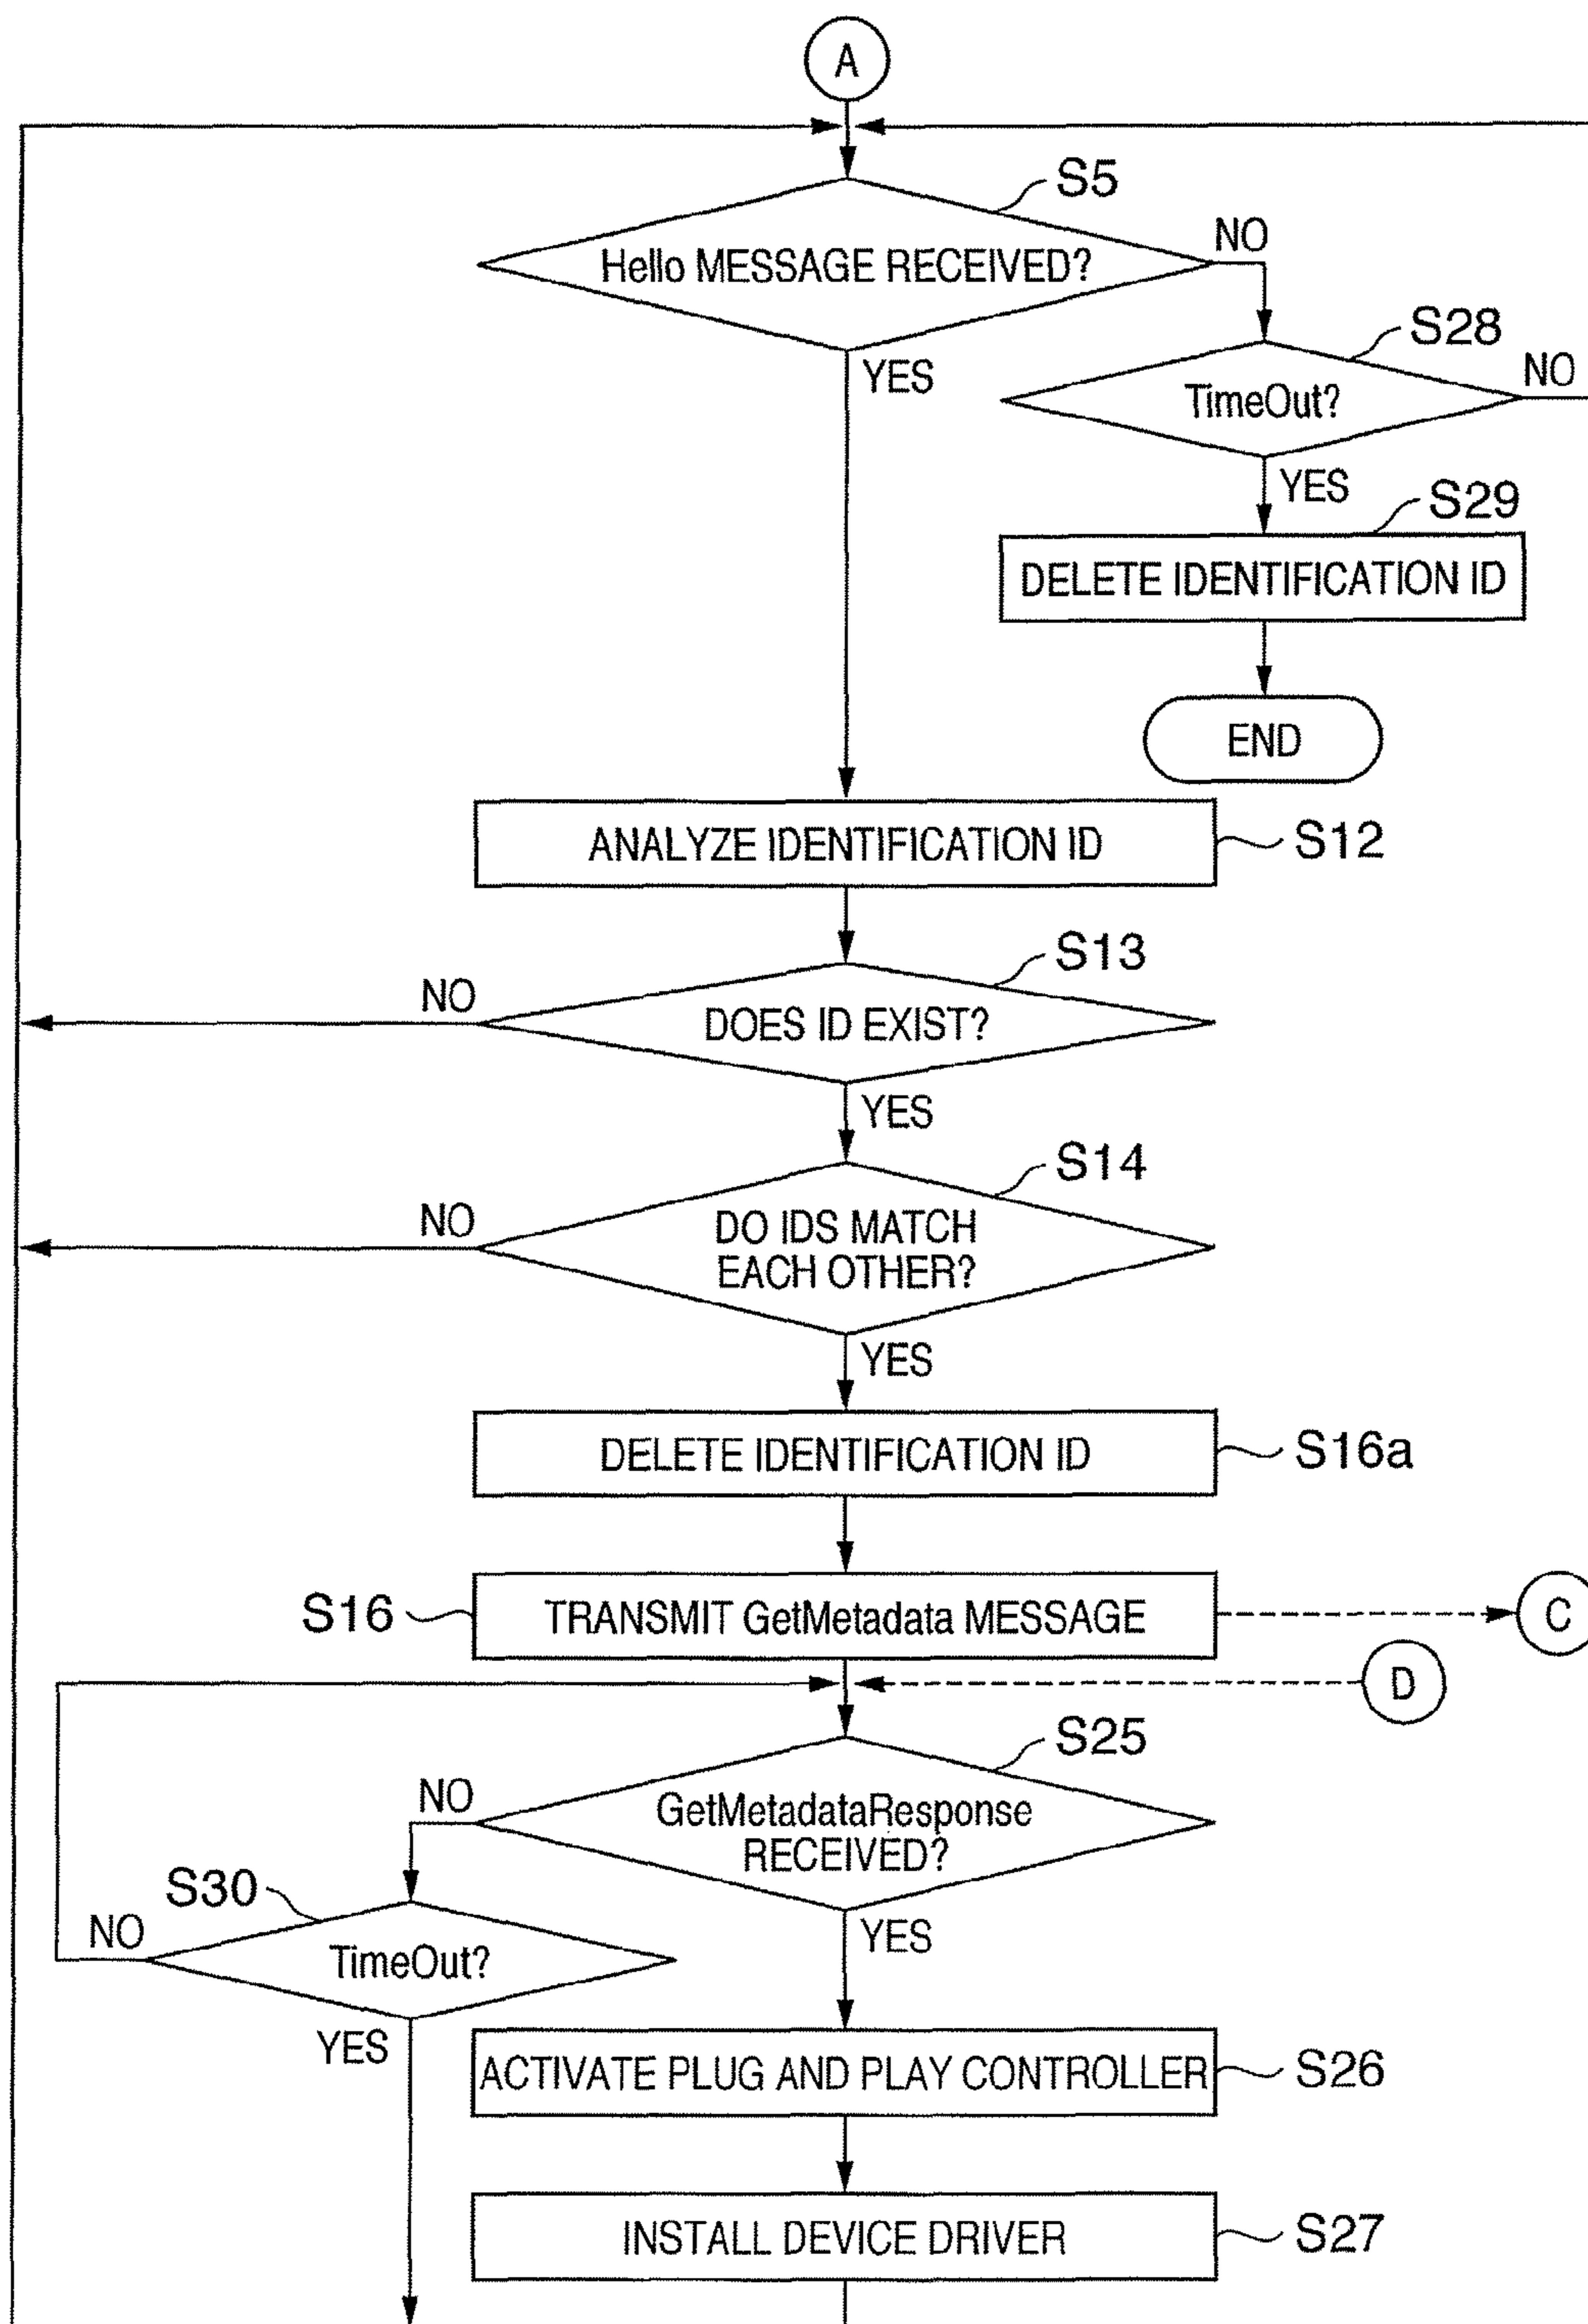 A
S5
Hello MESSAGE RECEIVED?
NO
YES
S28
TimeOut?
NO
YES
S29
DELETE IDENTIFICATION ID
END
ANALYZE IDENTIFICATION ID
S12
S13
NO
DOES ID EXIST?
YES
S14
NO
DO IDS MATCH
EACH OTHER?
YES
DELETE IDENTIFICATION ID
S16a
S16
TRANSMIT GetMetadata MESSAGE
C
D
S25
NO
GetMetadataResponse
RECEIVED?
S30
NO
YES
TimeOut?
YES
ACTIVATE PLUG AND PLAY CONTROLLER
S26
INSTALL DEVICE DRIVER
S27